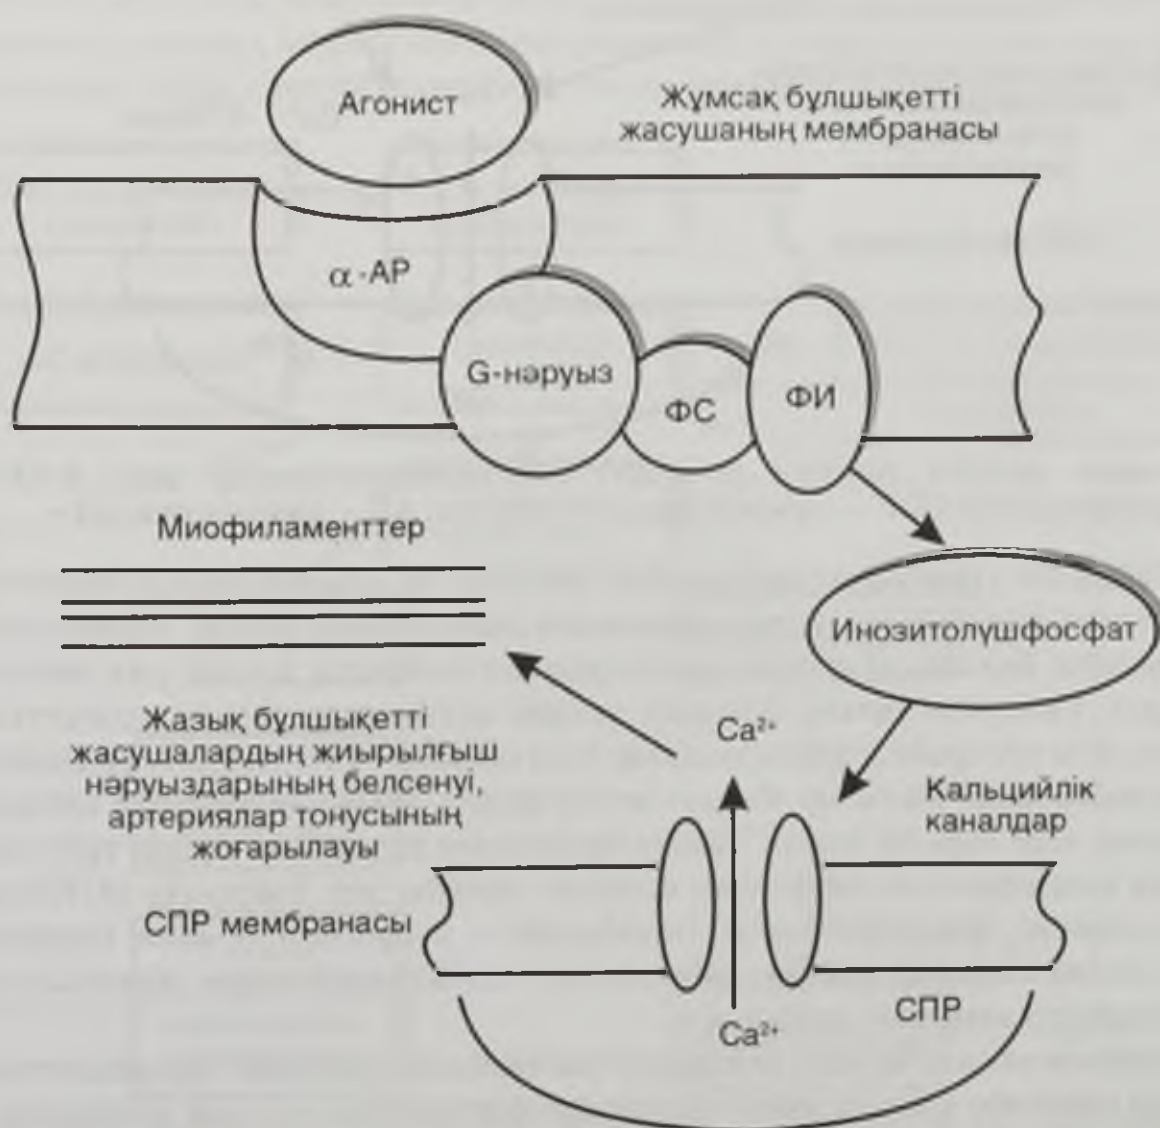 Агонист
Жұмсақ бұлшықетті
жасушаның мембранасы
α-АР
G-нәруыз
ФС
ФИ
Миофиламенттер
Инозитолүшфосфат
Жазық бұлшықетті
жасушалардың жиырылғыш
нәруыздарының белсенуі,
артериялар тонусының
жоғарылауы
Ca²⁺
Кальцийлік
каналдар
СПР мембранасы
СПР
Ca²⁺